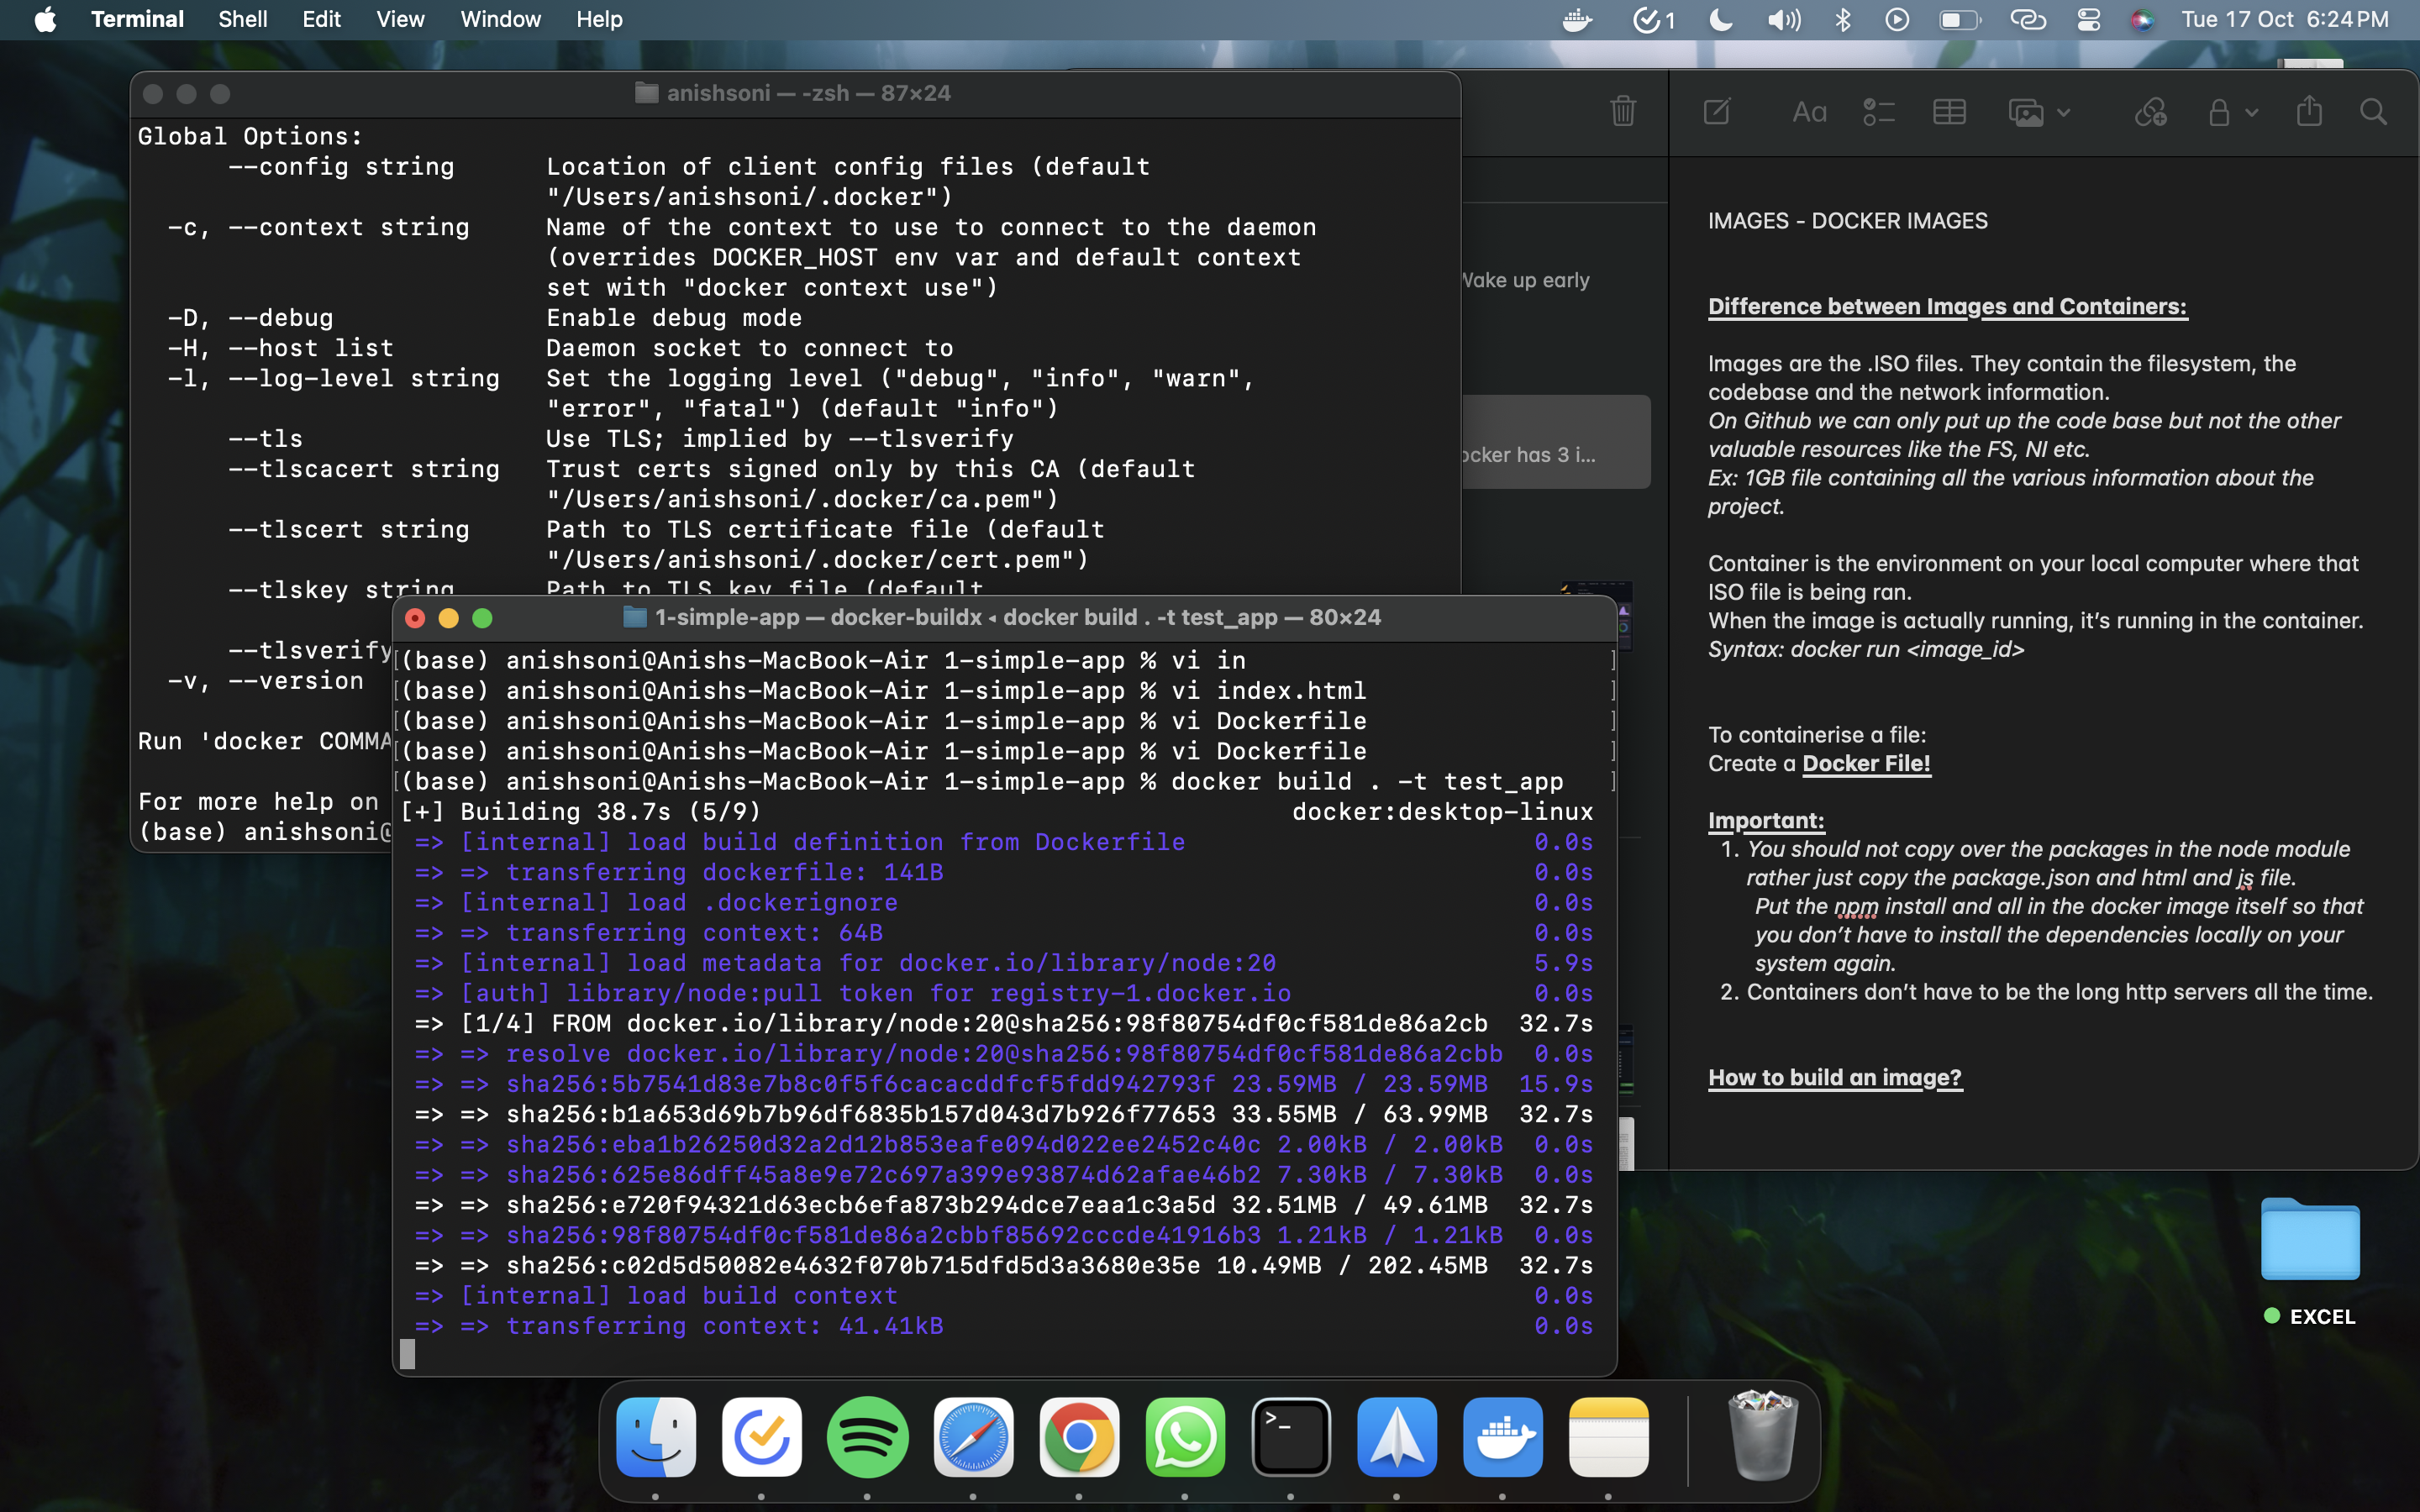 Terminal Shell Edit View Window Help
1 Tue 17 Oct 6:24 PM
anishsoni — -zsh — 87×24
Global Options:
--config string Location of client config files (default
"/Users/anishsoni/.docker")
-c, --context string Name of the context to use to connect to the daemon
(overrides DOCKER_HOST env var and default context
set with "docker context use")
-D, --debug Enable debug mode
-H, --host list Daemon socket to connect to
-l, --log-level string Set the logging level ("debug", "info", "warn",
"error", "fatal") (default "info")
--tls Use TLS; implied by --tlsverify
--tlscacert string Trust certs signed only by this CA (default
"/Users/anishsoni/.docker/ca.pem")
--tlscert string Path to TLS certificate file (default
"/Users/anishsoni/.docker/cert.pem")
--tlskey string Path to TLS key file (default
--tlsverify
-v, --version
Run 'docker COMMA
For more help on
(base) anishsoni@
1-simple-app — docker-buildx ◂ docker build . -t test_app — 80×24
[(base) anishsoni@Anishs-MacBook-Air 1-simple-app % vi in ]
[(base) anishsoni@Anishs-MacBook-Air 1-simple-app % vi index.html ]
[(base) anishsoni@Anishs-MacBook-Air 1-simple-app % vi Dockerfile ]
[(base) anishsoni@Anishs-MacBook-Air 1-simple-app % vi Dockerfile ]
[(base) anishsoni@Anishs-MacBook-Air 1-simple-app % docker build . -t test_app ]
[+] Building 38.7s (5/9) docker:desktop-linux
=> [internal] load build definition from Dockerfile 0.0s
=> => transferring dockerfile: 141B 0.0s
=> [internal] load .dockerignore 0.0s
=> => transferring context: 64B 0.0s
=> [internal] load metadata for docker.io/library/node:20 5.9s
=> [auth] library/node:pull token for registry-1.docker.io 0.0s
=> [1/4] FROM docker.io/library/node:20@sha256:98f80754df0cf581de86a2cb 32.7s
=> => resolve docker.io/library/node:20@sha256:98f80754df0cf581de86a2cbb 0.0s
=> => sha256:5b7541d83e7b8c0f5f6cacacddfcf5fdd942793f 23.59MB / 23.59MB 15.9s
=> => sha256:b1a653d69b7b96df6835b157d043d7b926f77653 33.55MB / 63.99MB 32.7s
=> => sha256:eba1b26250d32a2d12b853eafe094d022ee2452c40c 2.00kB / 2.00kB 0.0s
=> => sha256:625e86dff45a8e9e72c697a399e93874d62afae46b2 7.30kB / 7.30kB 0.0s
=> => sha256:e720f94321d63ecb6efa873b294dce7eaa1c3a5d 32.51MB / 49.61MB 32.7s
=> => sha256:98f80754df0cf581de86a2cbbf85692cccde41916b3 1.21kB / 1.21kB 0.0s
=> => sha256:c02d5d50082e4632f070b715dfd5d3a3680e35e 10.49MB / 202.45MB 32.7s
=> [internal] load build context 0.0s
=> => transferring context: 41.41kB 0.0s
Wake up early
ocker has 3 i...
Aa
IMAGES - DOCKER IMAGES
Difference between Images and Containers:
Images are the .ISO files. They contain the filesystem, the
codebase and the network information.
On Github we can only put up the code base but not the other
valuable resources like the FS, NI etc.
Ex: 1GB file containing all the various information about the
project.
Container is the environment on your local computer where that
ISO file is being ran.
When the image is actually running, it's running in the container.
Syntax: docker run <image_id>
To containerise a file:
Create a Docker File!
Important:
1. You should not copy over the packages in the node module
rather just copy the package.json and html and js file.
Put the npm install and all in the docker image itself so that
you don't have to install the dependencies locally on your
system again.
2. Containers don't have to be the long http servers all the time.
How to build an image?
EXCEL